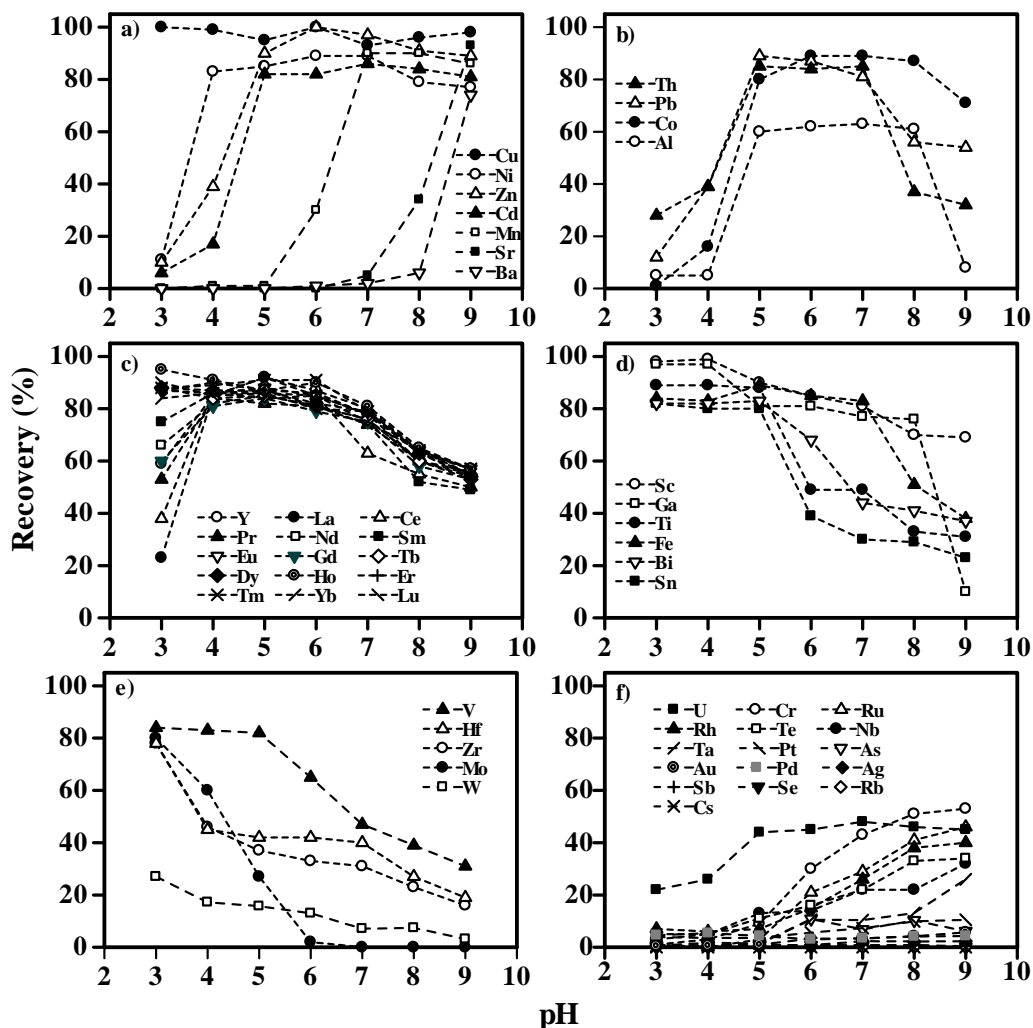 a)
100
80
60
40
20
0
Cu
Ni
Zn
Cd
Mn
Sr
Ba
2 3 4 5 6 7 8 9 10
b)
100
80
60
40
20
0
Th
Pb
Co
Al
2 3 4 5 6 7 8 9 10
Recovery (%)
c)
100
80
60
40
20
0
Y La Ce
Pr Nd Sm
Eu Gd Tb
Dy Ho Er
Tm Yb Lu
2 3 4 5 6 7 8 9 10
d)
100
80
60
40
20
0
Sc
Ga
Ti
Fe
Bi
Sn
2 3 4 5 6 7 8 9 10
e)
100
80
60
40
20
0
V
Hf
Zr
Mo
W
2 3 4 5 6 7 8 9 10
f)
100
80
60
40
20
0
U Cr Ru
Rh Te Nb
Ta Pt As
Au Pd Ag
Sb Se Rb
Cs
2 3 4 5 6 7 8 9 10
pH